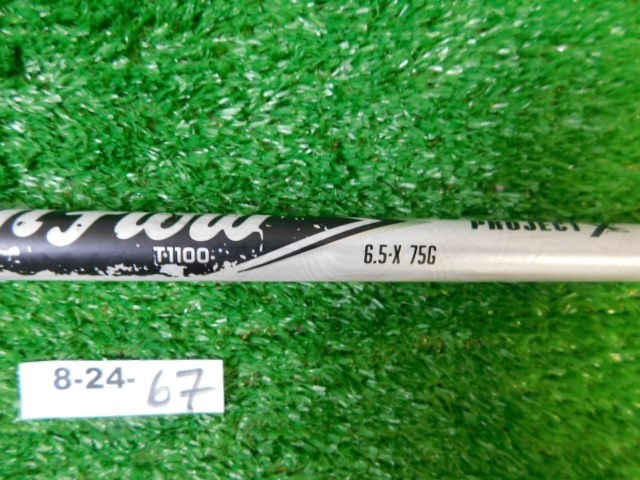 T1100
6.5-X 75G
PROJECT X
8-24-67